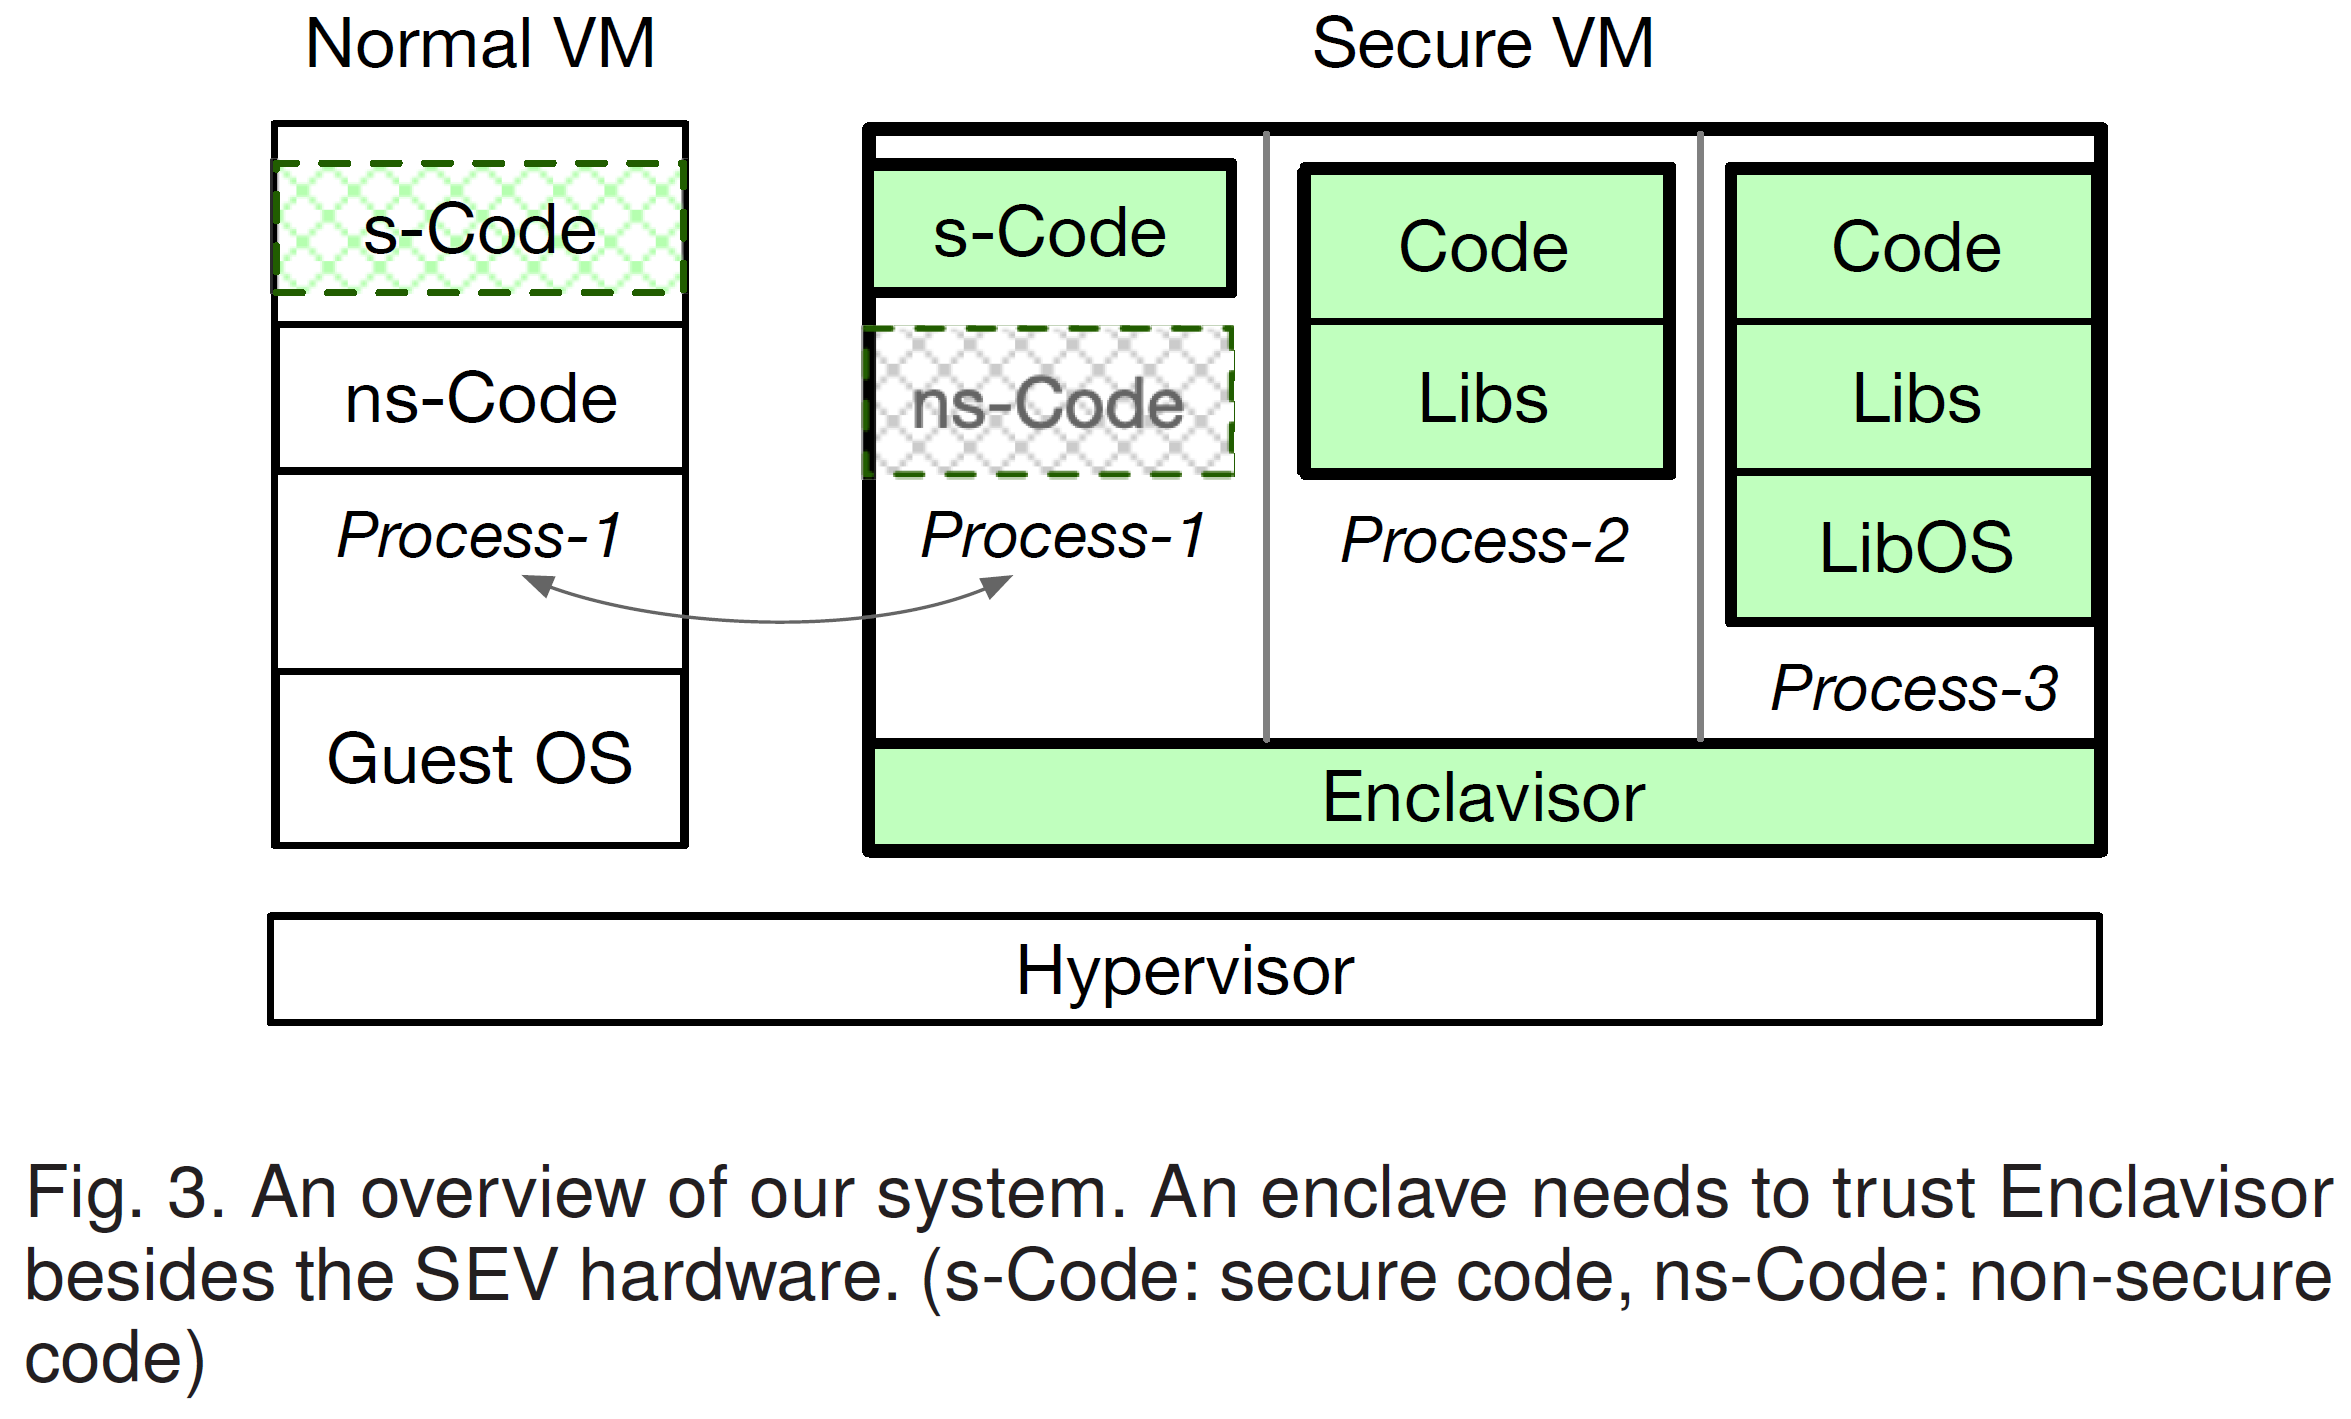 Normal VM
Secure VM
s-Code
ns-Code
Process-1
Guest OS
s-Code
ns-Code
Process-1
Code
Libs
Process-2
Code
Libs
LibOS
Process-3
Enclavisor
Hypervisor
Fig. 3. An overview of our system. An enclave needs to trust Enclavisor
besides the SEV hardware. (s-Code: secure code, ns-Code: non-secure
code)